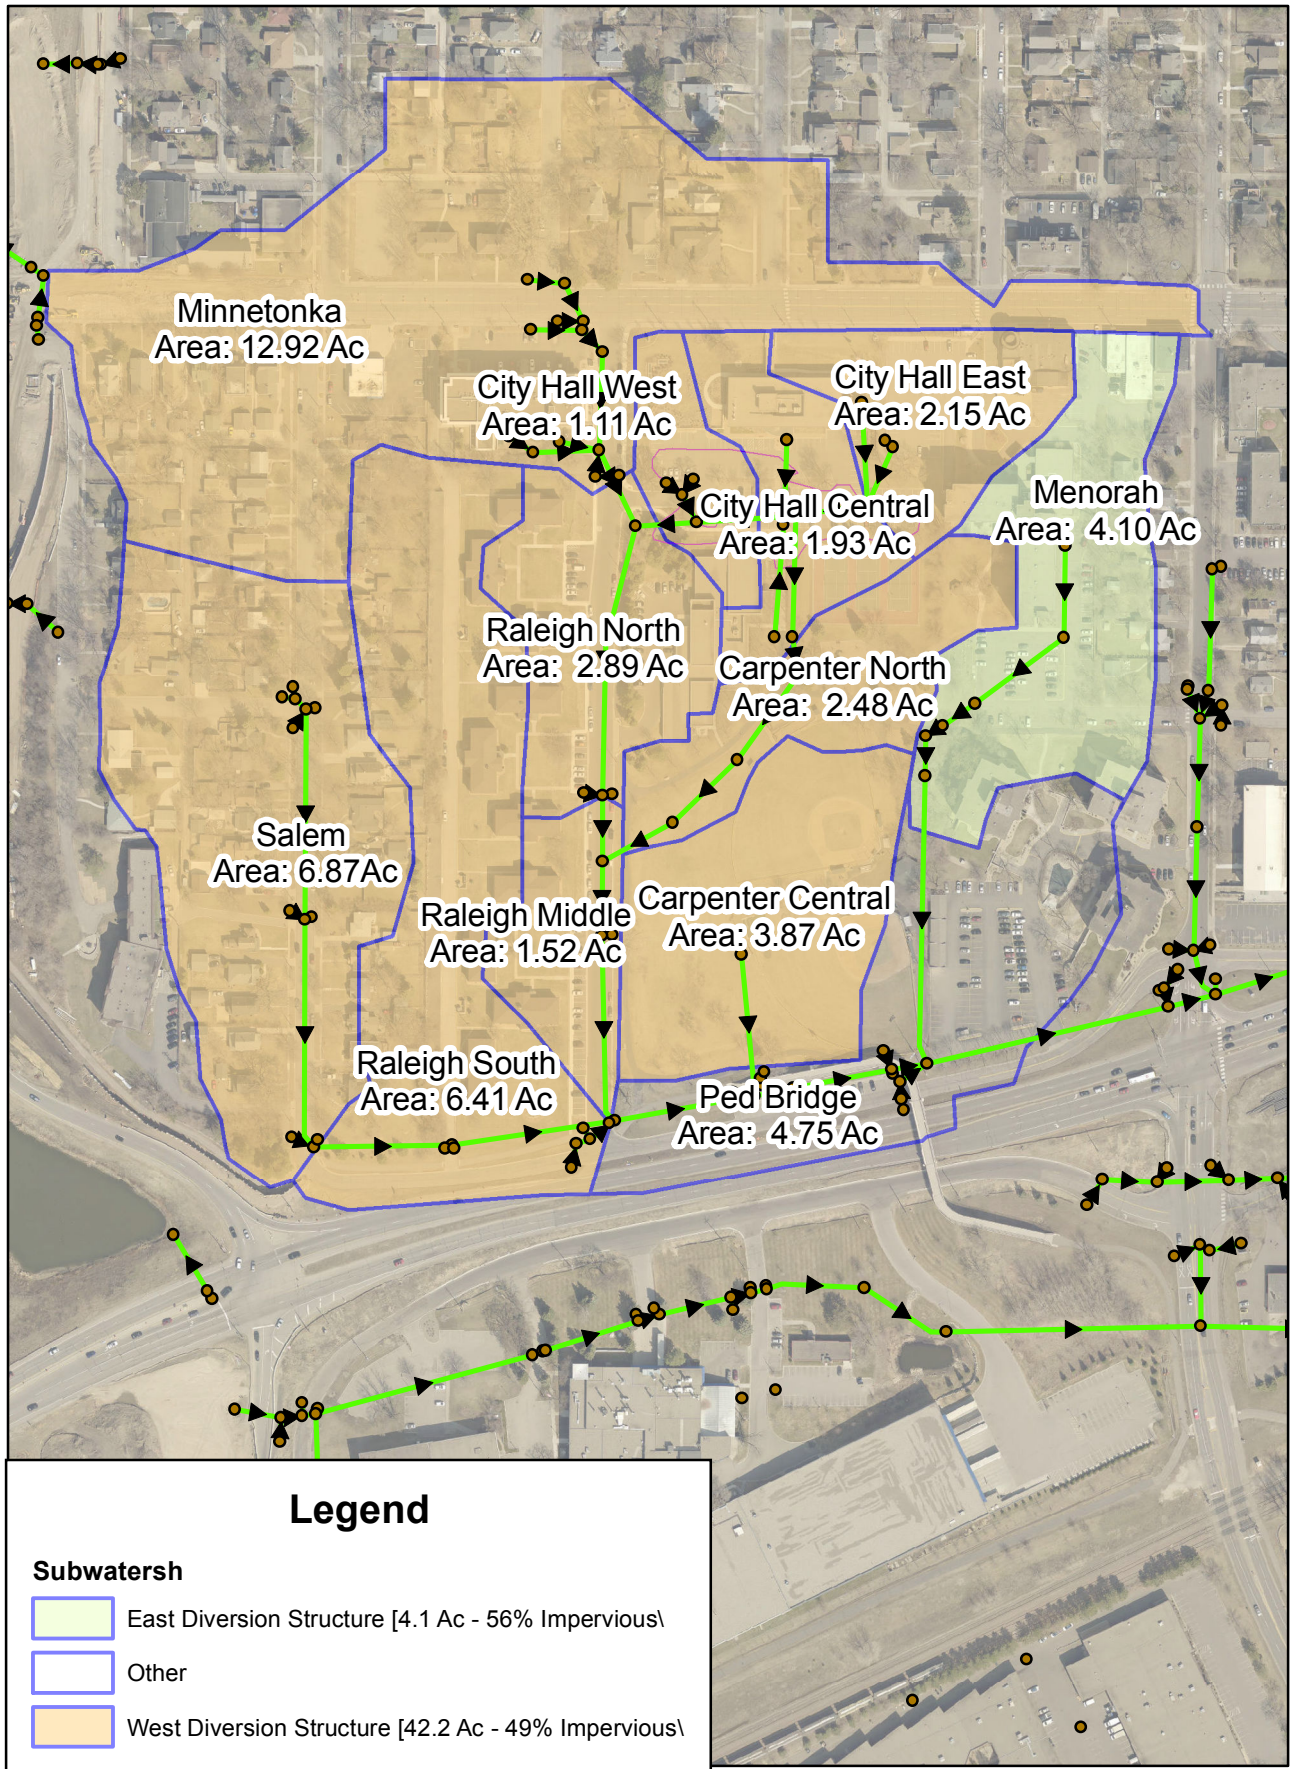 Minnetonka
Area: 12.92 Ac
City Hall West
Area: 1.11 Ac
City Hall East
Area: 2.15 Ac
City Hall Central
Area: 1.93 Ac
Menorah
Area:  4.10 Ac
Raleigh North
Area:  2.89 Ac
Carpenter North
Area:  2.48 Ac
Salem
Area: 6.87Ac
Raleigh Middle
Area: 1.52 Ac
Carpenter Central
Area: 3.87 Ac
Raleigh South
Area: 6.41 Ac
Ped Bridge
Area:  4.75 Ac
Legend
Subwatersh
East Diversion Structure [4.1 Ac - 56% Impervious\
Other
West Diversion Structure [42.2 Ac - 49% Impervious\